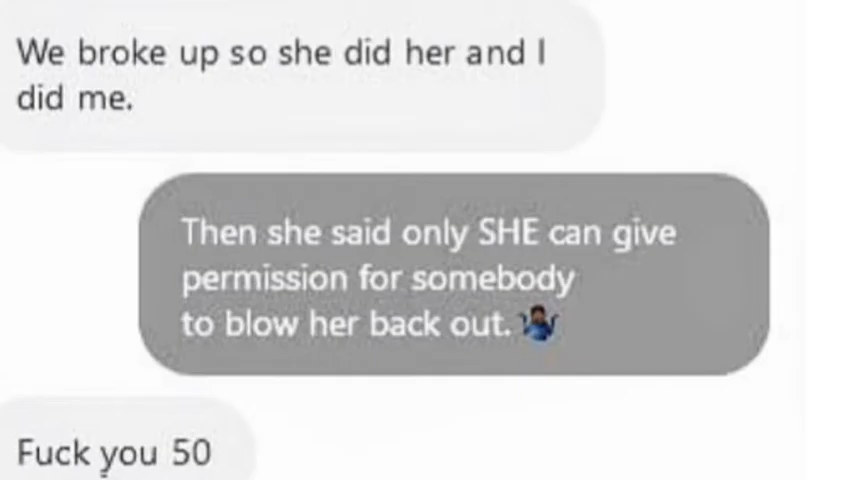 We broke up so she did her and I
did me.
Then she said only SHE can give
permission for somebody
to blow her back out.🤷🏿‍♂️
Fuck you 50